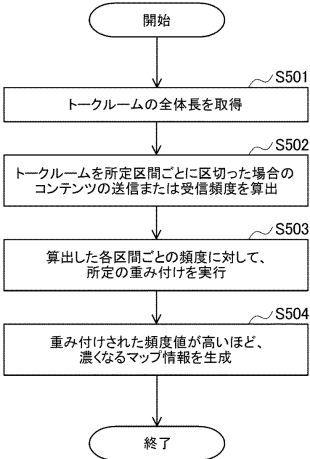 開始
S501
トークルームの全体長を取得
S502
トークルームを所定区間ごとに区切った場合の
コンテンツの送信または受信頻度を算出
S503
算出した各区間ごとの頻度に対して、
所定の重み付けを実行
S504
重み付けされた頻度値が高いほど、
濃くなるマップ情報を生成
終了